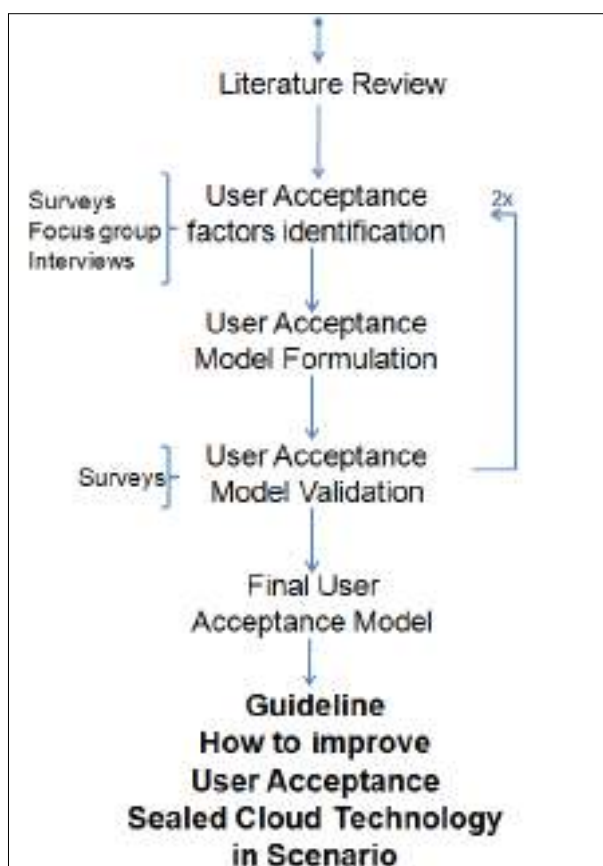 Literature Review
Surveys
Focus group
Interviews
User Acceptance
factors identification
2x
User Acceptance
Model Formulation
Surveys
User Acceptance
Model Validation
Final User
Acceptance Model
Guideline
How to improve
User Acceptance
Sealed Cloud Technology
in Scenario